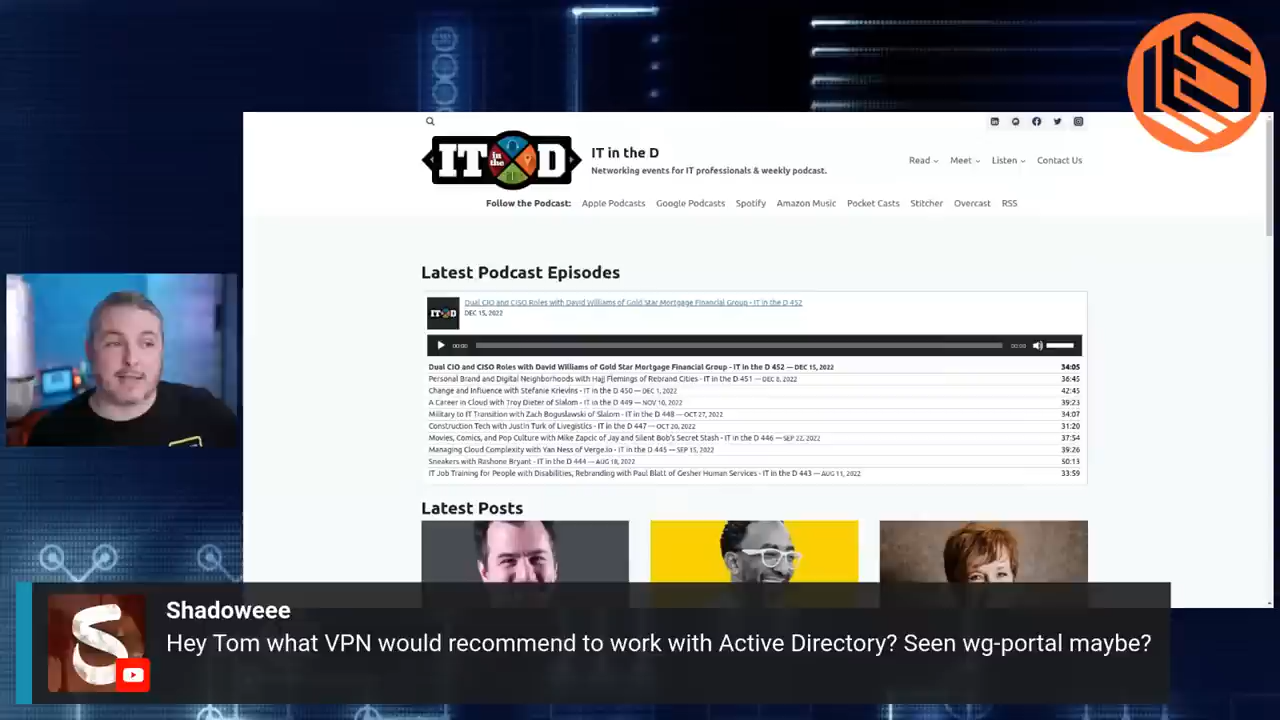 IT in the D
IT in the D
Networking events for IT professionals & weekly podcast.
Read
Meet
Listen
Contact Us
Follow the Podcast: Apple Podcasts Google Podcasts Spotify Amazon Music Pocket Casts Stitcher Overcast RSS
Latest Podcast Episodes
IT in the D
Dual CIO and CISO Roles with David Williams of Gold Star Mortgage Financial Group - IT in the D 452
DEC 15, 2022
00:00 00:00
Dual CIO and CISO Roles with David Williams of Gold Star Mortgage Financial Group - IT in the D 452 — DEC 15, 2022 34:05
Personal Brand and Digital Neighborhoods with Hajj Flemings of Rebrand Cities - IT in the D 451 — DEC 8, 2022 36:45
Change and Influence with Stefanie Krievins - IT in the D 450 — DEC 1, 2022 42:45
A Career in Cloud with Troy Dieter of Slalom - IT in the D 449 — NOV 10, 2022 39:23
Military to IT Transition with Zach Boguslawski of Slalom - IT in the D 448 — OCT 27, 2022 34:07
Construction Tech with Justin Turk of Livegistics - IT in the D 447 — OCT 20, 2022 31:20
Movies, Comics, and Pop Culture with Mike Zapcic of Jay and Silent Bob's Secret Stash - IT in the D 446 — SEP 22, 2022 37:54
Managing Cloud Complexity with Yan Ness of Verge.io - IT in the D 445 — SEP 15, 2022 39:26
Sneakers with Rashone Bryant - IT in the D 444 — AUG 18, 2022 50:13
IT Job Training for People with Disabilities, Rebranding with Paul Blatt of Gesher Human Services - IT in the D 443 — AUG 11, 2022 33:59
Latest Posts
Shadoweee
Hey Tom what VPN would recommend to work with Active Directory? Seen wg-portal maybe?